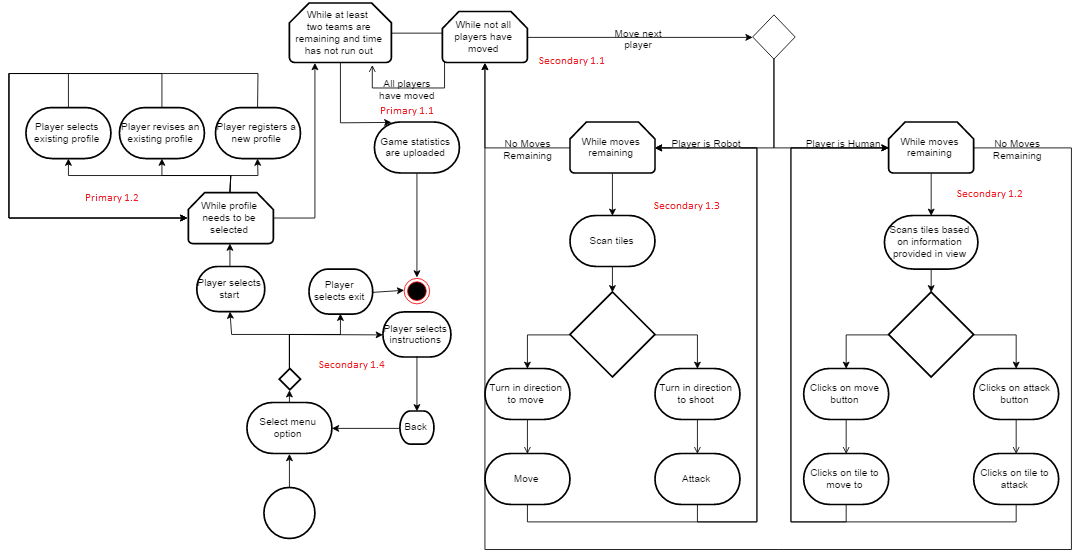 While at least
two teams are
remaining and time
has not run out
While not all
players have
moved
Move next
player
Secondary 1.1
All players
have moved
Primary 1.1
Player selects
existing profile
Player revises an
existing profile
Player registers a
new profile
Game statistics
are uploaded
No Moves
Remaining
While moves
remaining
Player is Robot
Player is Human
While moves
remaining
No Moves
Remaining
Primary 1.2
While profile
needs to be
selected
Secondary 1.3
Secondary 1.2
Scan tiles
Scans tiles based
on information
provided in view
Player selects
start
Player
selects exit
Player selects
instructions
Secondary 1.4
Turn in direction
to move
Turn in direction
to shoot
Clicks on move
button
Clicks on attack
button
Select menu
option
Back
Move
Attack
Clicks on tile to
move to
Clicks on tile to
attack